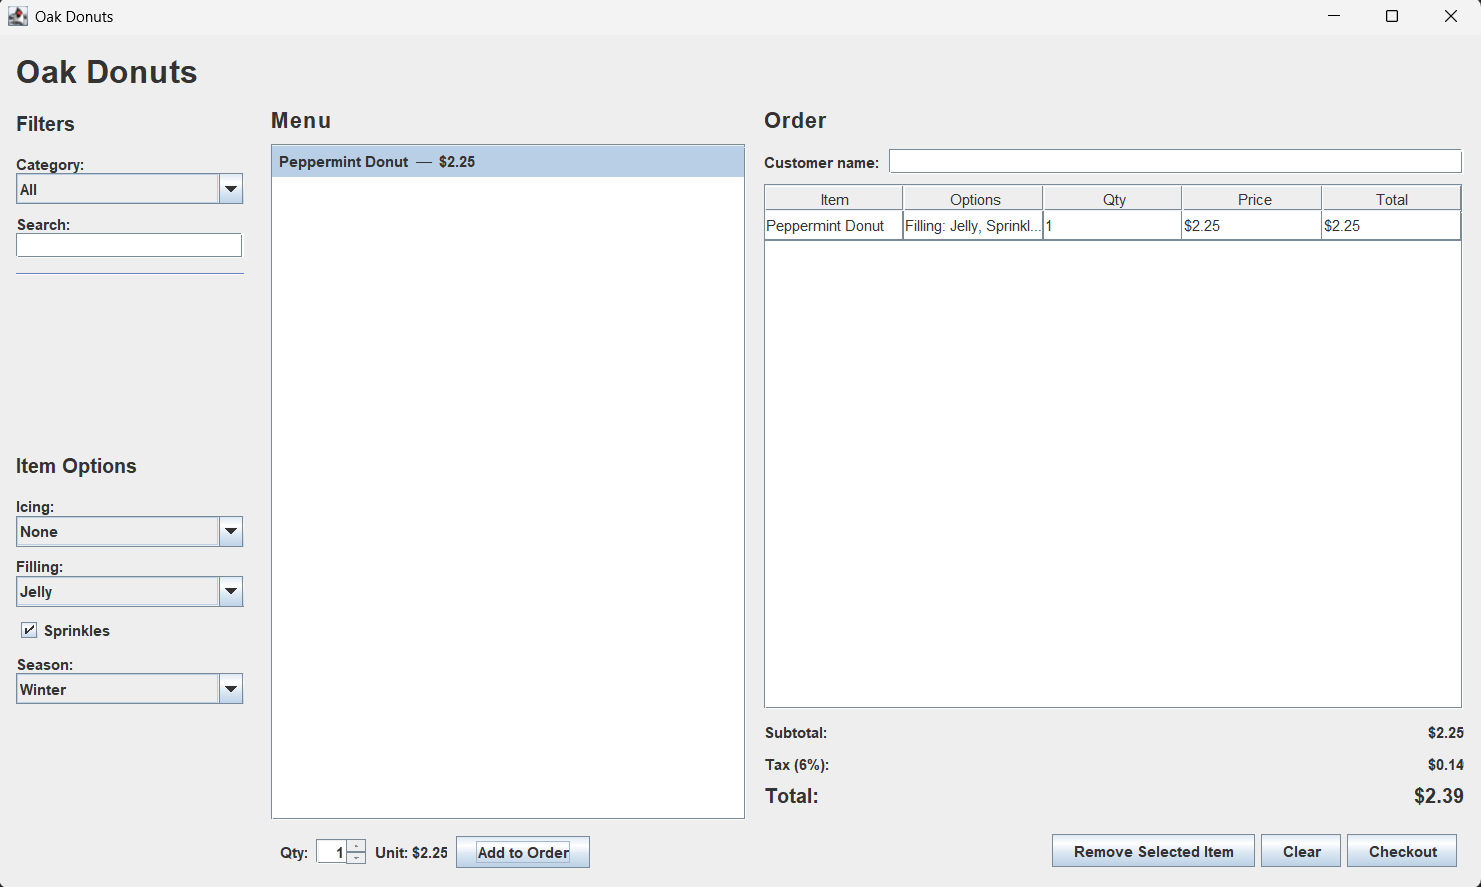 Oak Donuts
Oak Donuts
Filters
Category:
All
Search:
Item Options
Icing:
None
Filling:
Jelly
Sprinkles
Season:
Winter
Menu
Peppermint Donut — $2.25
Qty: 1 Unit: $2.25 Add to Order
Order
Customer name:
Item Options Qty Price Total
Peppermint Donut Filling: Jelly, Sprinkl... 1 $2.25 $2.25
Subtotal: $2.25
Tax (6%): $0.14
Total: $2.39
Remove Selected Item Clear Checkout